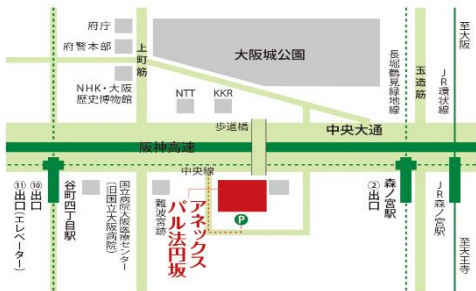 府庁
府警本部
NHK・大阪
歴史博物館
上町筋
大阪城公園
NTT
KKR
歩道橋
中央大通
長堀鶴見緑地線
玉造筋
JR環状線
至大阪
阪神高速
中央線
⑪出口(エレベーター)
⑩出口
谷町四丁目駅
国立病院大阪医療センター
(旧国立大阪病院)
難波宮跡
アネックス
パル法円坂
P
②出口
森ノ宮駅
JR森ノ宮駅
至天王寺